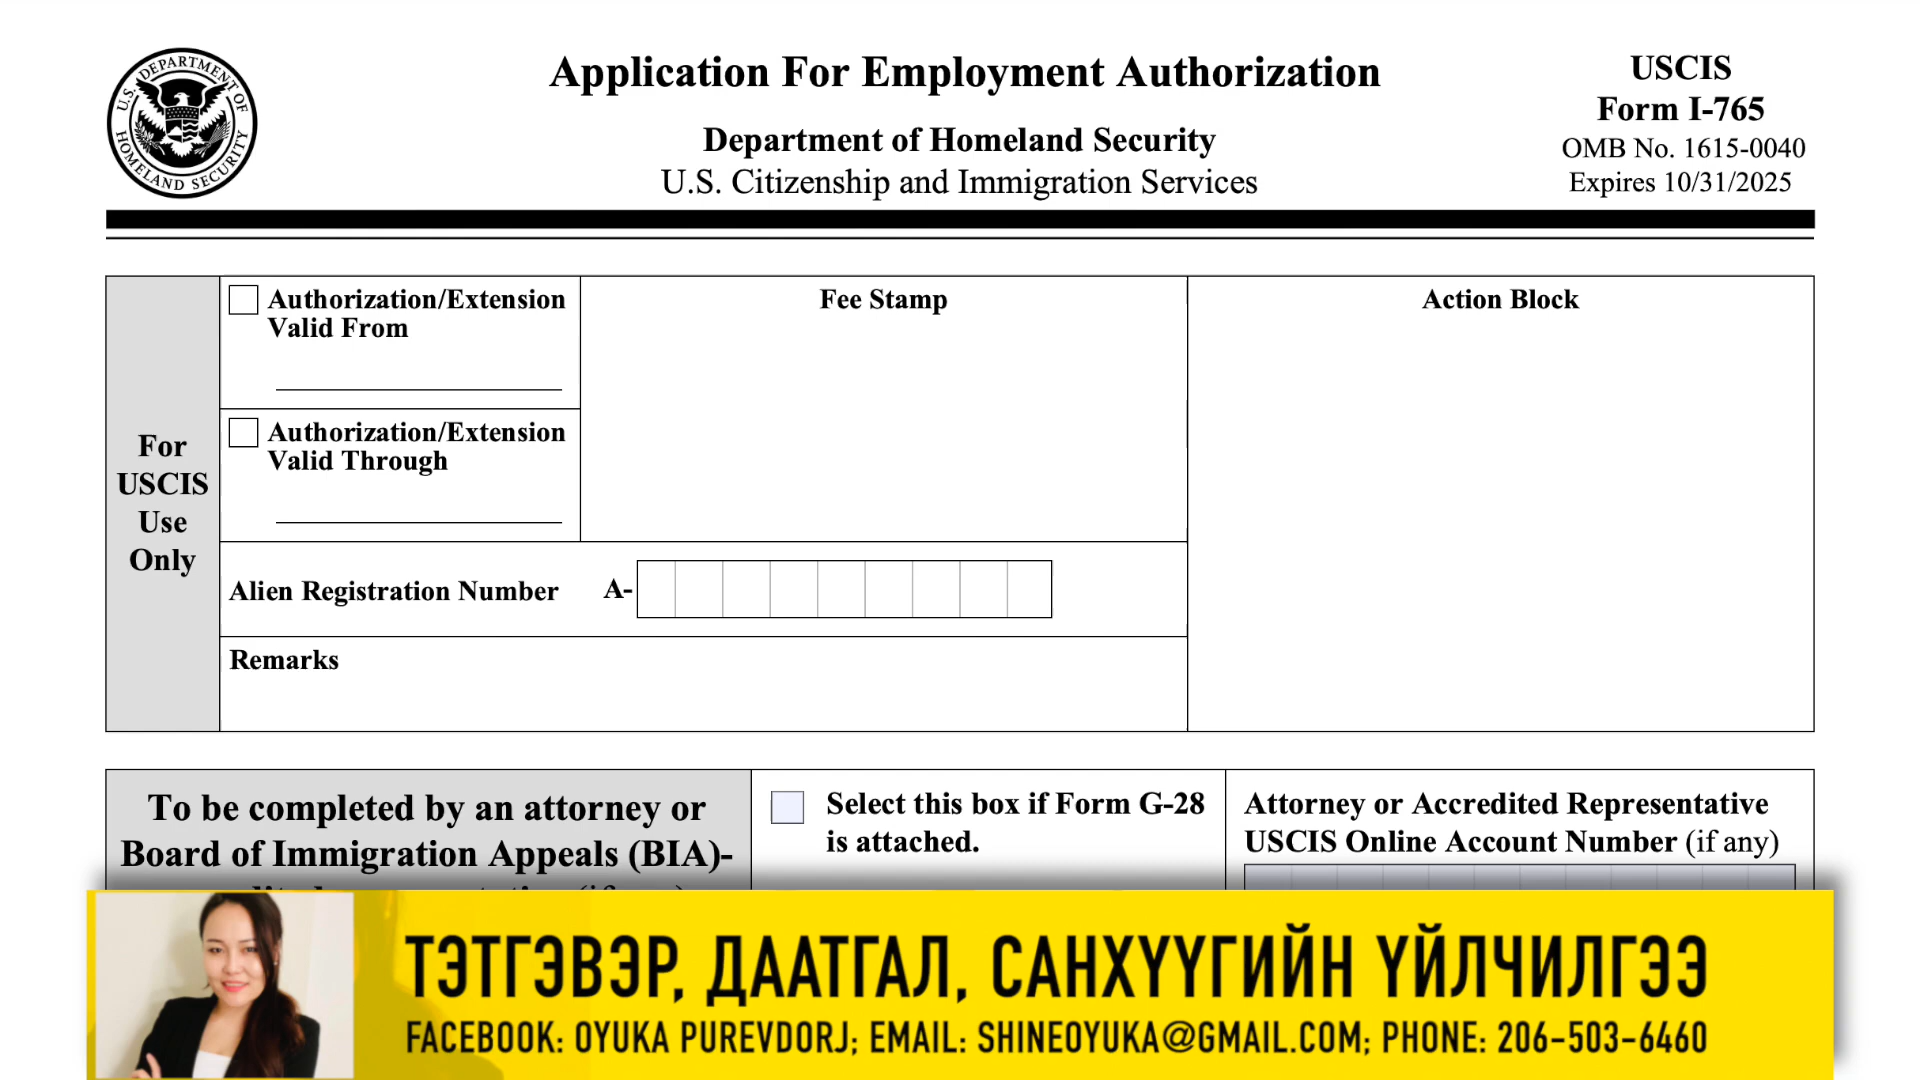 U.S. DEPARTMENT OF HOMELAND SECURITY
Application For Employment Authorization
Department of Homeland Security
U.S. Citizenship and Immigration Services
USCIS
Form I-765
OMB No. 1615-0040
Expires 10/31/2025
For
USCIS
Use
Only
Authorization/Extension
Valid From
Authorization/Extension
Valid Through
Fee Stamp
Action Block
Alien Registration Number A-
Remarks
To be completed by an attorney or
Board of Immigration Appeals (BIA)-
Select this box if Form G-28
is attached.
Attorney or Accredited Representative
USCIS Online Account Number (if any)
ТЭТГЭВЭР, ДААТГАЛ, САНХҮҮГИЙН ҮЙЛЧИЛГЭЭ
FACEBOOK: OYUKA PUREVDORJ; EMAIL: SHINEOYUKA@GMAIL.COM; PHONE: 206-503-6460